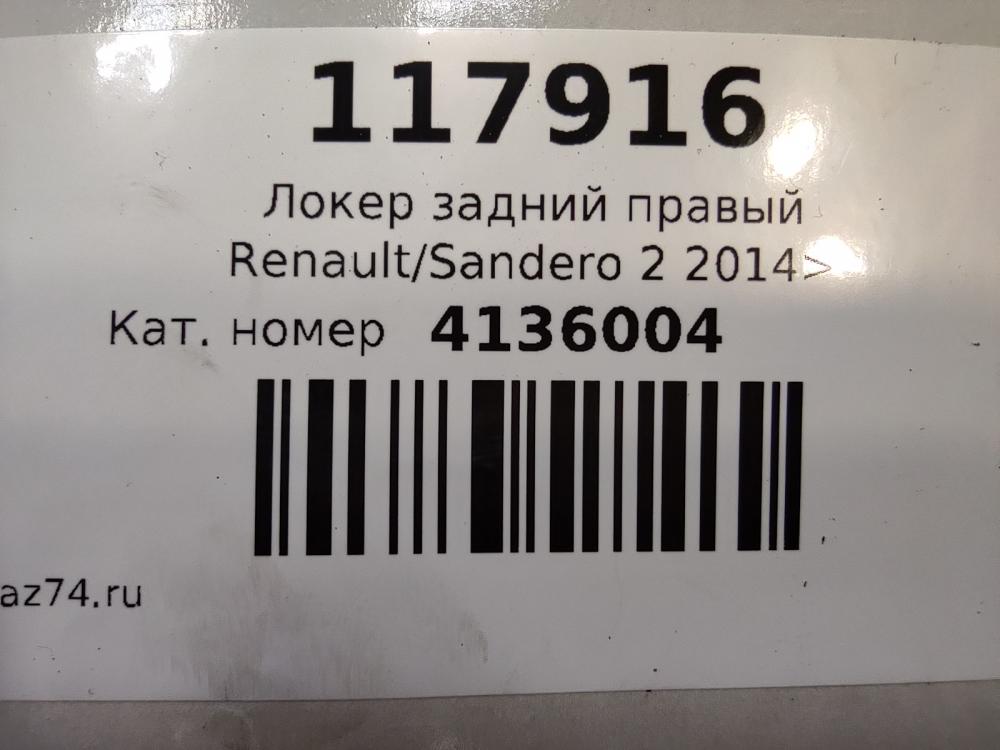 117916
Локер задний правый
Renault/Sandero 2 2014>
Кат. номер 4136004
az74.ru